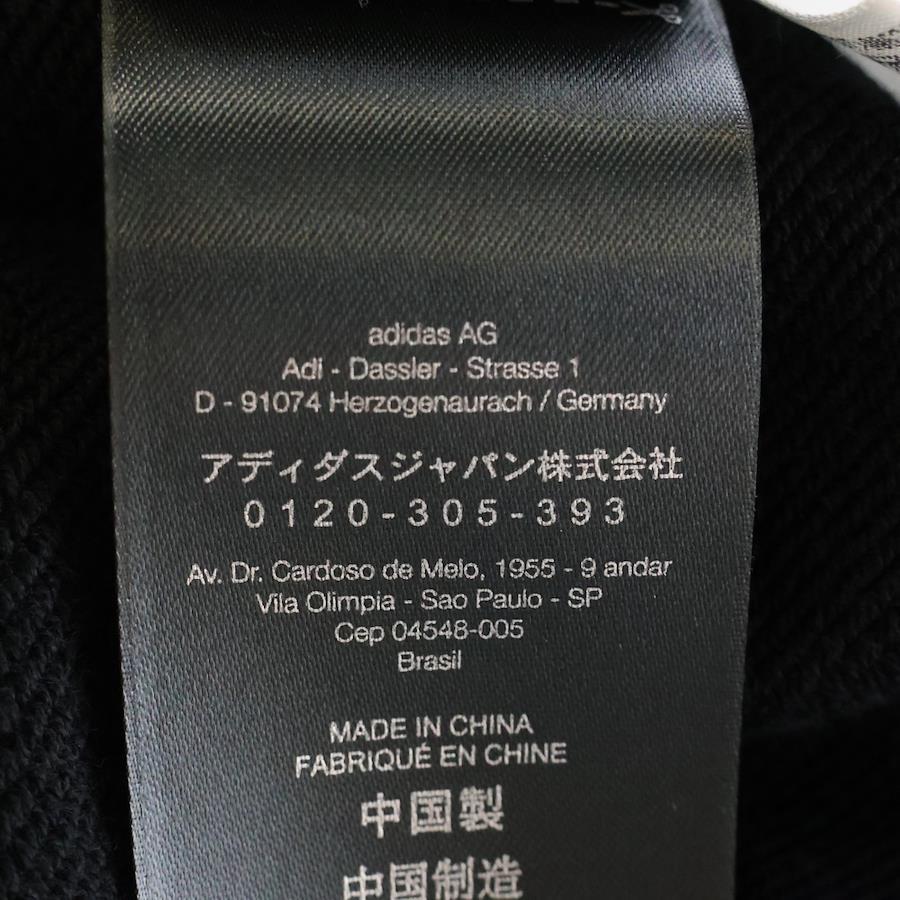 adidas AG
Adi - Dassler - Strasse 1
D - 91074 Herzogenaurach / Germany
アディダスジャパン株式会社
0120-305-393
Av. Dr. Cardoso de Melo, 1955 - 9 andar
Vila Olimpia - Sao Paulo - SP
Cep 04548-005
Brasil
MADE IN CHINA
FABRIQUÉ EN CHINE
中国製
中国制造